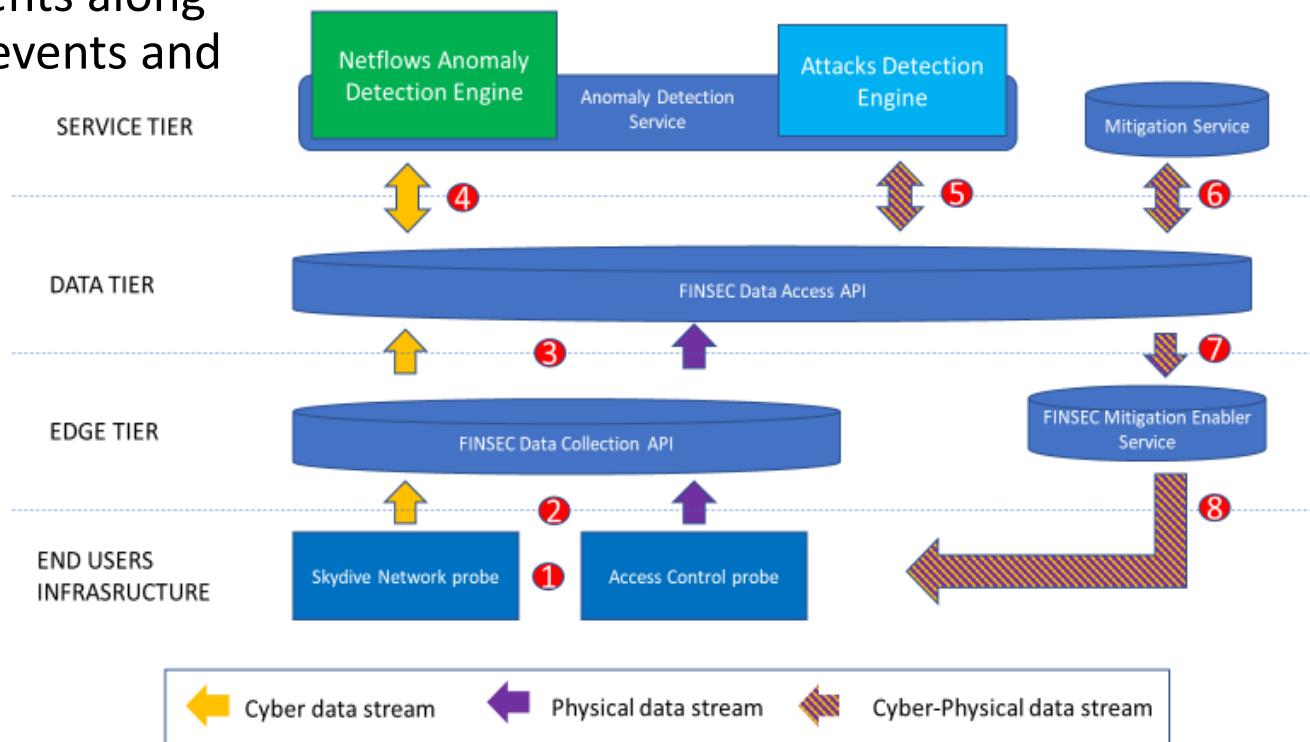 ents along
events and
Netflows Anomaly
Detection Engine
Anomaly Detection
Service
Attacks Detection
Engine
SERVICE TIER
Mitigation Service
4
5
6
DATA TIER
FINSEC Data Access API
3
7
EDGE TIER
FINSEC Data Collection API
FINSEC Mitigation Enabler
Service
2
8
END USERS
INFRASRUCTURE
Skydive Network probe
1
Access Control probe
Cyber data stream
Physical data stream
Cyber-Physical data stream